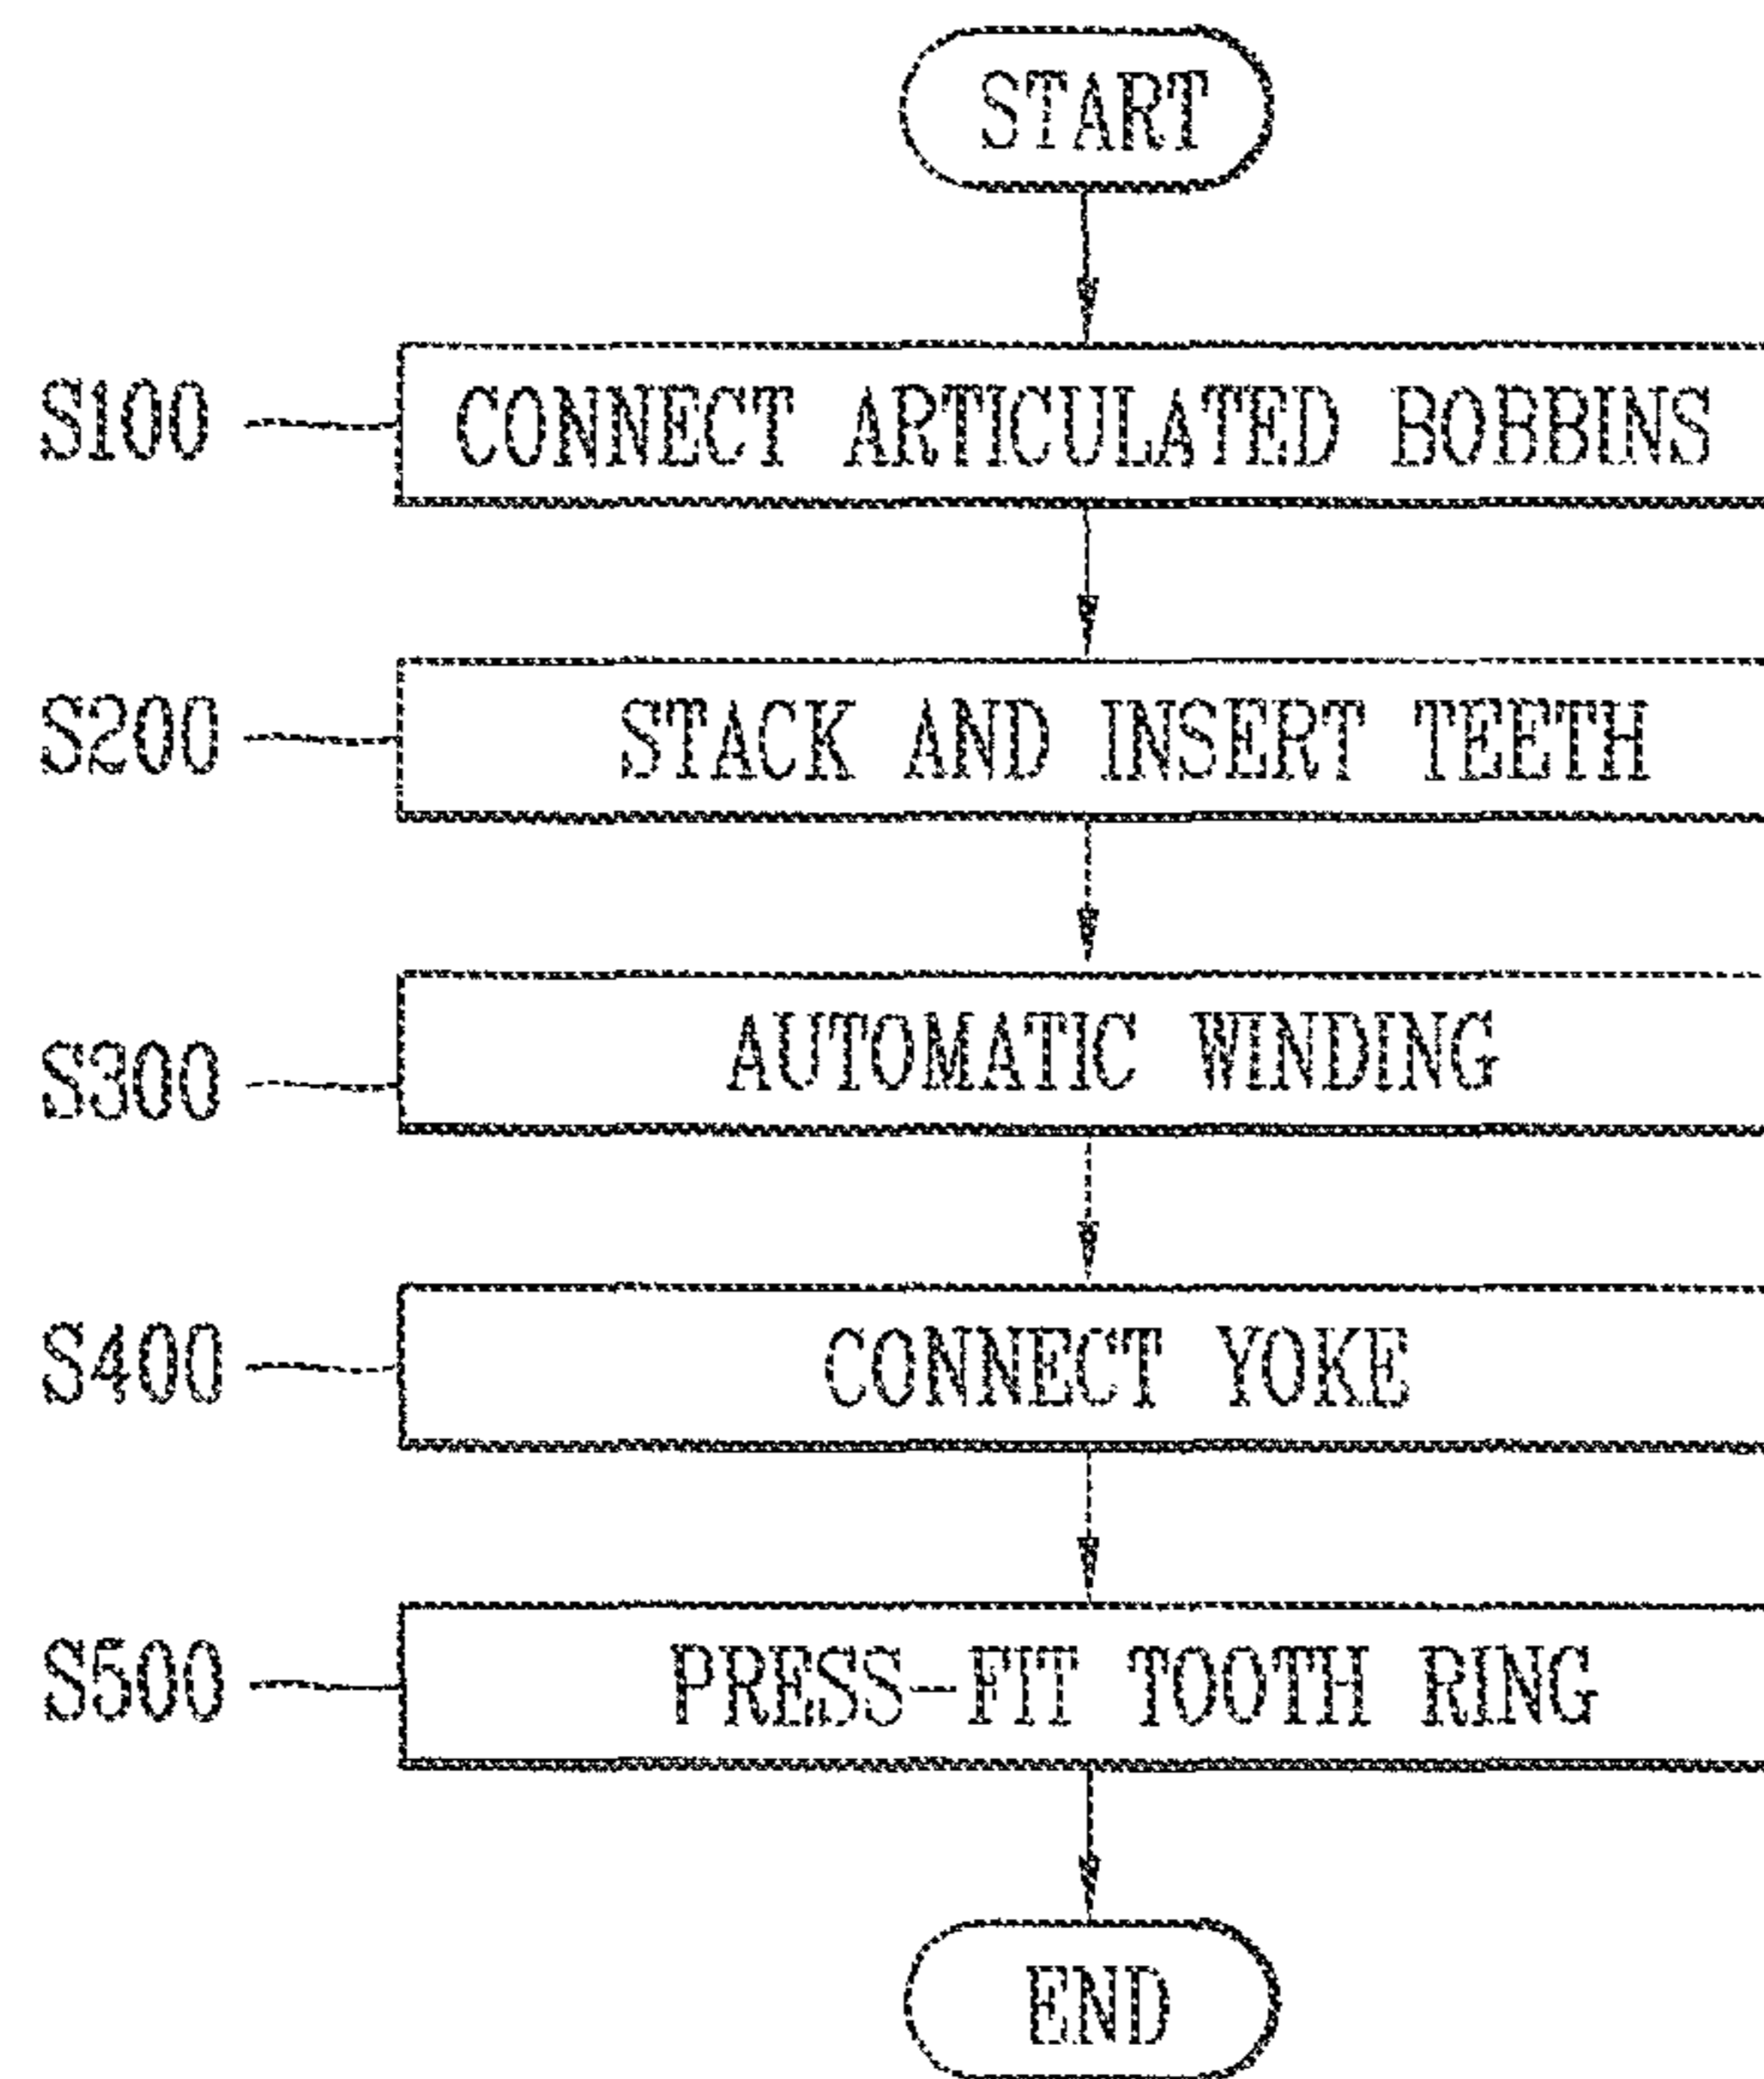 START
S100 CONNECT ARTICULATED BOBBINS
S200 STACK AND INSERT TEETH
S300 AUTOMATIC WINDING
S400 CONNECT YOKE
S500 PRESS-FIT TOOTH RING
END